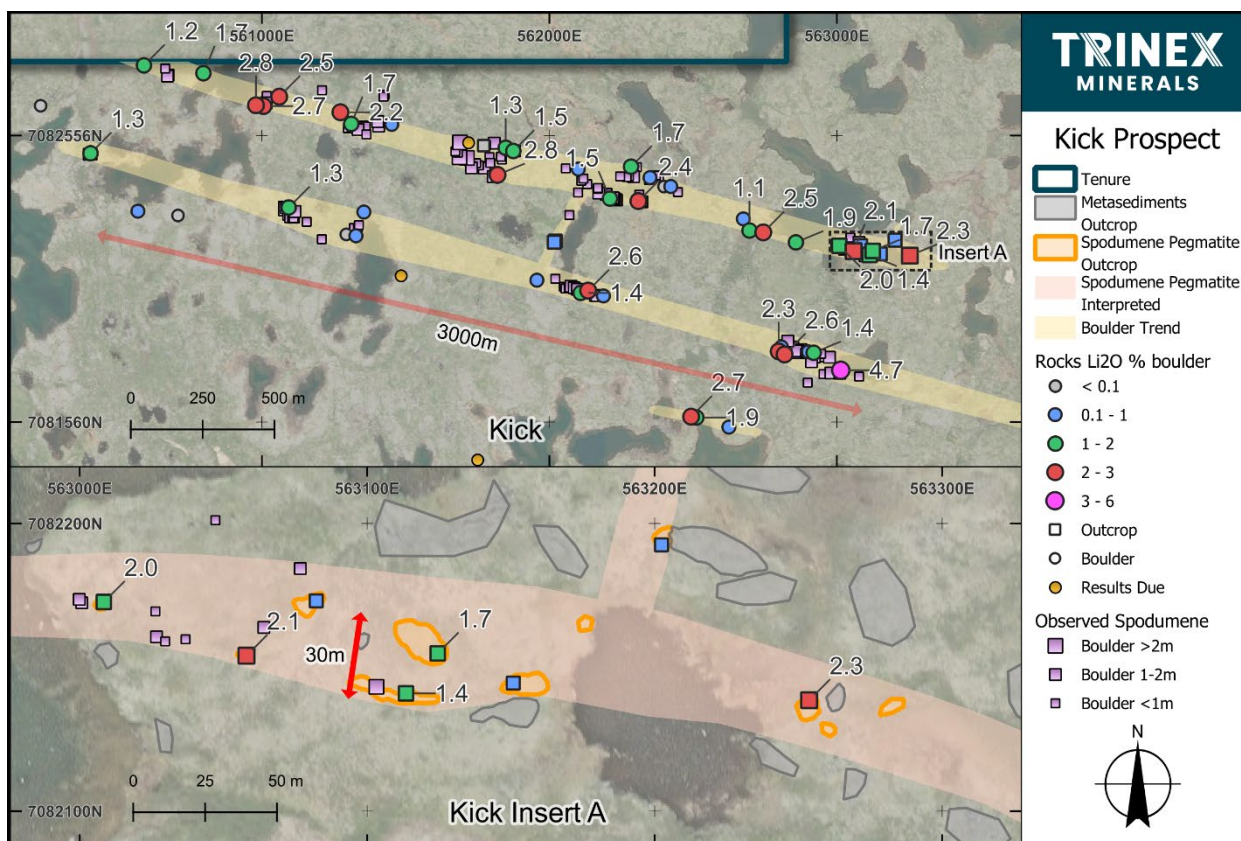 561000E
562000E
563000E
1.2
1.7
2.8
2.5
2.7
1.7
2.2
1.3
1.5
1.3
7082556N
1.7
2.8
1.5
2.4
1.3
1.1
2.5
1.9
2.1
1.7
2.3
Insert A
2.0
1.4
2.6
1.4
3000m
2.3
2.6
1.4
4.7
2.7
1.9
0 250 500 m
7081560N
Kick
563000E
563100E
563200E
563300E
7082200N
2.0
2.1
30m
1.7
1.4
2.3
0 25 50 m
7082100N
Kick Insert A
TRINEX
MINERALS
Kick Prospect
Tenure
Metasediments
Outcrop
Spodumene Pegmatite
Outcrop
Spodumene Pegmatite
Interpreted
Boulder Trend
Rocks Li2O % boulder
< 0.1
0.1 - 1
1 - 2
2 - 3
3 - 6
Outcrop
Boulder
Results Due
Observed Spodumene
Boulder >2m
Boulder 1-2m
Boulder <1m
N